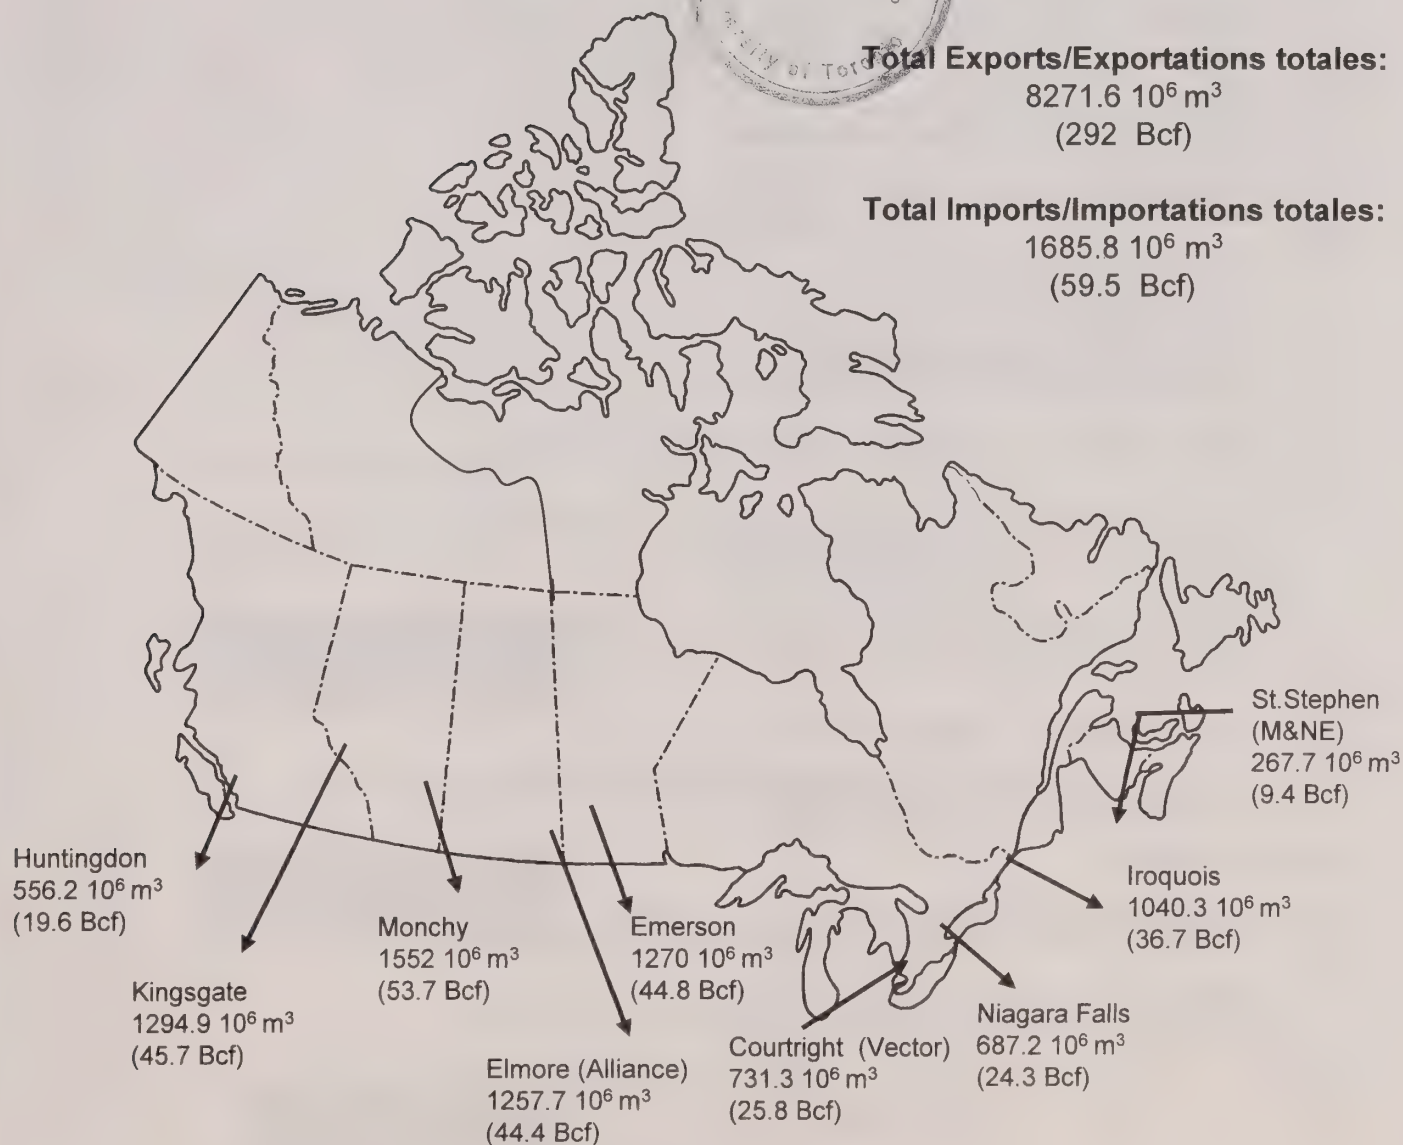 rsity of Toronto
Total Exports/Exportations totales:
8271.6 10⁶ m³
(292 Bcf)
Total Imports/Importations totales:
1685.8 10⁶ m³
(59.5 Bcf)
St.Stephen
(M&NE)
267.7 10⁶ m³
(9.4 Bcf)
Huntingdon
556.2 10⁶ m³
(19.6 Bcf)
Iroquois
1040.3 10⁶ m³
(36.7 Bcf)
Monchy
1552 10⁶ m³
(53.7 Bcf)
Emerson
1270 10⁶ m³
(44.8 Bcf)
Kingsgate
1294.9 10⁶ m³
(45.7 Bcf)
Niagara Falls
687.2 10⁶ m³
(24.3 Bcf)
Courtright (Vector)
731.3 10⁶ m³
(25.8 Bcf)
Elmore (Alliance)
1257.7 10⁶ m³
(44.4 Bcf)